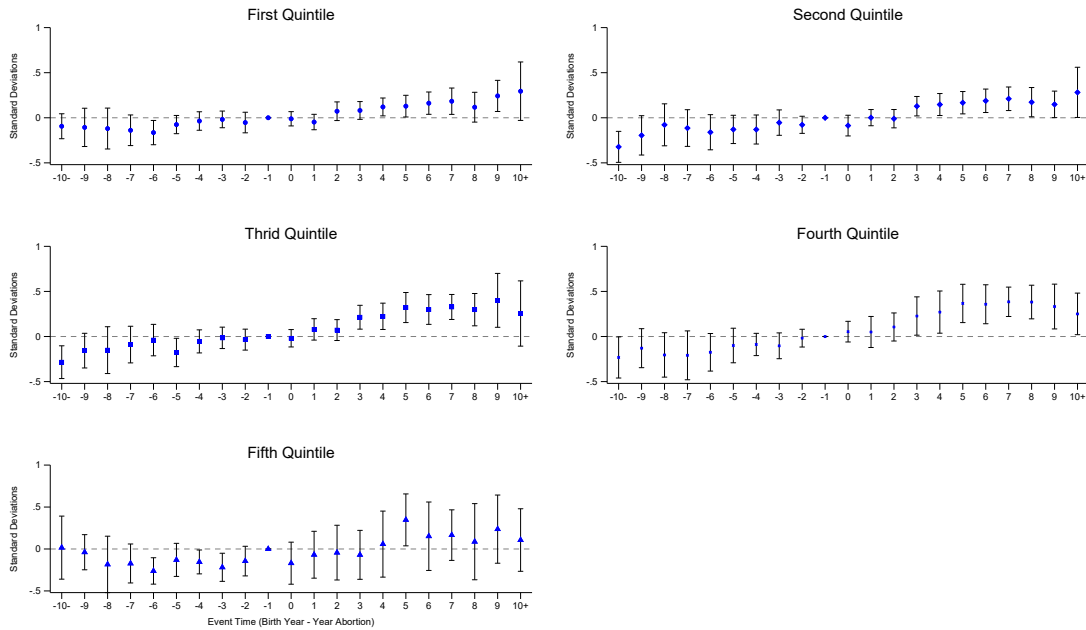 First Quintile
Standard Deviations
1
.5
0
-.5
-10- -9 -8 -7 -6 -5 -4 -3 -2 -1 0 1 2 3 4 5 6 7 8 9 10+
Second Quintile
Standard Deviations
1
.5
0
-.5
-10- -9 -8 -7 -6 -5 -4 -3 -2 -1 0 1 2 3 4 5 6 7 8 9 10+
Thrid Quintile
Standard Deviations
1
.5
0
-.5
-10- -9 -8 -7 -6 -5 -4 -3 -2 -1 0 1 2 3 4 5 6 7 8 9 10+
Fourth Quintile
Standard Deviations
1
.5
0
-.5
-10- -9 -8 -7 -6 -5 -4 -3 -2 -1 0 1 2 3 4 5 6 7 8 9 10+
Fifth Quintile
Standard Deviations
1
.5
0
-.5
-10- -9 -8 -7 -6 -5 -4 -3 -2 -1 0 1 2 3 4 5 6 7 8 9 10+
Event Time (Birth Year - Year Abortion)